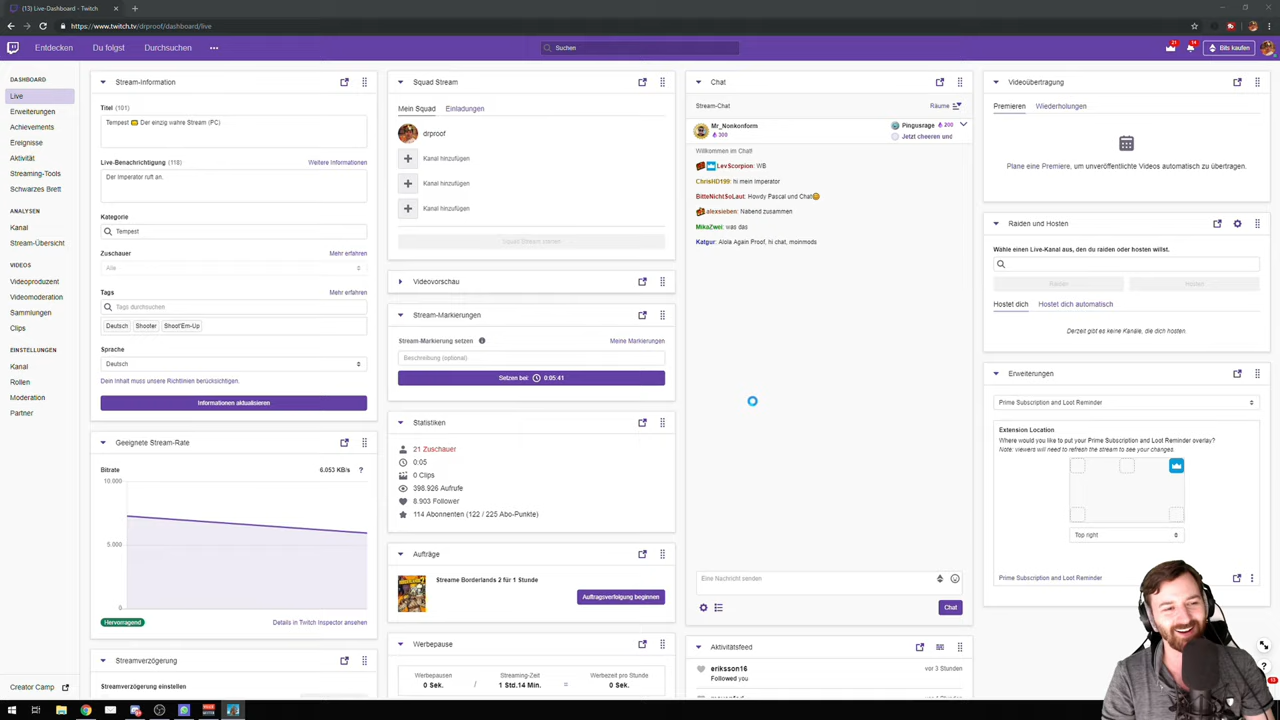 (13) Live-Dashboard - Twitch
https://www.twitch.tv/drproof/dashboard/live
Entdecken
Du folgst
Durchsuchen
Suchen
21
14
Bits kaufen
DASHBOARD
Live
Erweiterungen
Achievements
Ereignisse
Aktivität
Streaming-Tools
Schwarzes Brett
ANALYSEN
Kanal
Stream-Übersicht
VIDEOS
Videoproduzent
Videomoderation
Sammlungen
Clips
EINSTELLUNGEN
Kanal
Rollen
Moderation
Partner
Creator Camp
Stream-Information
Titel (101)
Tempest 🎫 Der einzig wahre Stream (PC)
Live-Benachrichtigung (118)
Weitere Informationen
Der Imperator ruft an.
Kategorie
Tempest
Zuschauer
Mehr erfahren
Alle
Tags
Mehr erfahren
Tags durchsuchen
Deutsch
Shooter
Shoot'Em-Up
Sprache
Deutsch
Dein Inhalt muss unsere Richtlinien berücksichtigen.
Informationen aktualisieren
Geeignete Stream-Rate
Bitrate
6.053 KB/s ?
10.000
5.000
0
Hervorragend
Details in Twitch Inspector ansehen
Streamverzögerung
Streamverzögerung einstellen
Squad Stream
Mein Squad
Einladungen
drproof
Kanal hinzufügen
Kanal hinzufügen
Kanal hinzufügen
Squad Stream starten
Videovorschau
Stream-Markierungen
Stream-Markierung setzen
Meine Markierungen
Beschreibung (optional)
Setzen bei: 0:05:41
Statistiken
21 Zuschauer
0:05
0 Clips
398.926 Aufrufe
8.903 Follower
114 Abonnenten (122 / 225 Abo-Punkte)
Aufträge
Streame Borderlands 2 für 1 Stunde
Auftragsverfolgung beginnen
Werbepause
Werbepausen
0 Sek.
/
Streaming-Zeit
1 Std.14 Min.
=
Werbezeit pro Stunde
0 Sek.
Chat
Stream-Chat
Räume
Mr_Nonkonform
300
Pingusrage 200
Jetzt cheeren und
Willkommen im Chat!
LevScorpion: WB
ChrisHD199: hi mein Imperator
BitteNichtSoLaut: Howdy Pascal und Chat😊
alexsieben: Nabend zusammen
MikaZwei: was das
Katgur: Alola Again Proof, hi chat, moinmods
Eine Nachricht senden
Chat
Aktivitätsfeed
eriksson16
vor 3 Stunden
Followed you
Videoübertragung
Premieren
Wiederholungen
Plane eine Premiere, um unveröffentlichte Videos automatisch zu übertragen.
Raiden und Hosten
Wähle einen Live-Kanal aus, den du raiden oder hosten willst.
Raiden
Hosten
Hostet dich
Hostet dich automatisch
Derzeit gibt es keine Kanäle, die dich hosten.
Erweiterungen
Prime Subscription and Loot Reminder
Extension Location
Where would you like to put your Prime Subscription and Loot Reminder overlay?
Note: viewers will need to refresh the stream to see your changes.
Top right
Prime Subscription and Loot Reminder